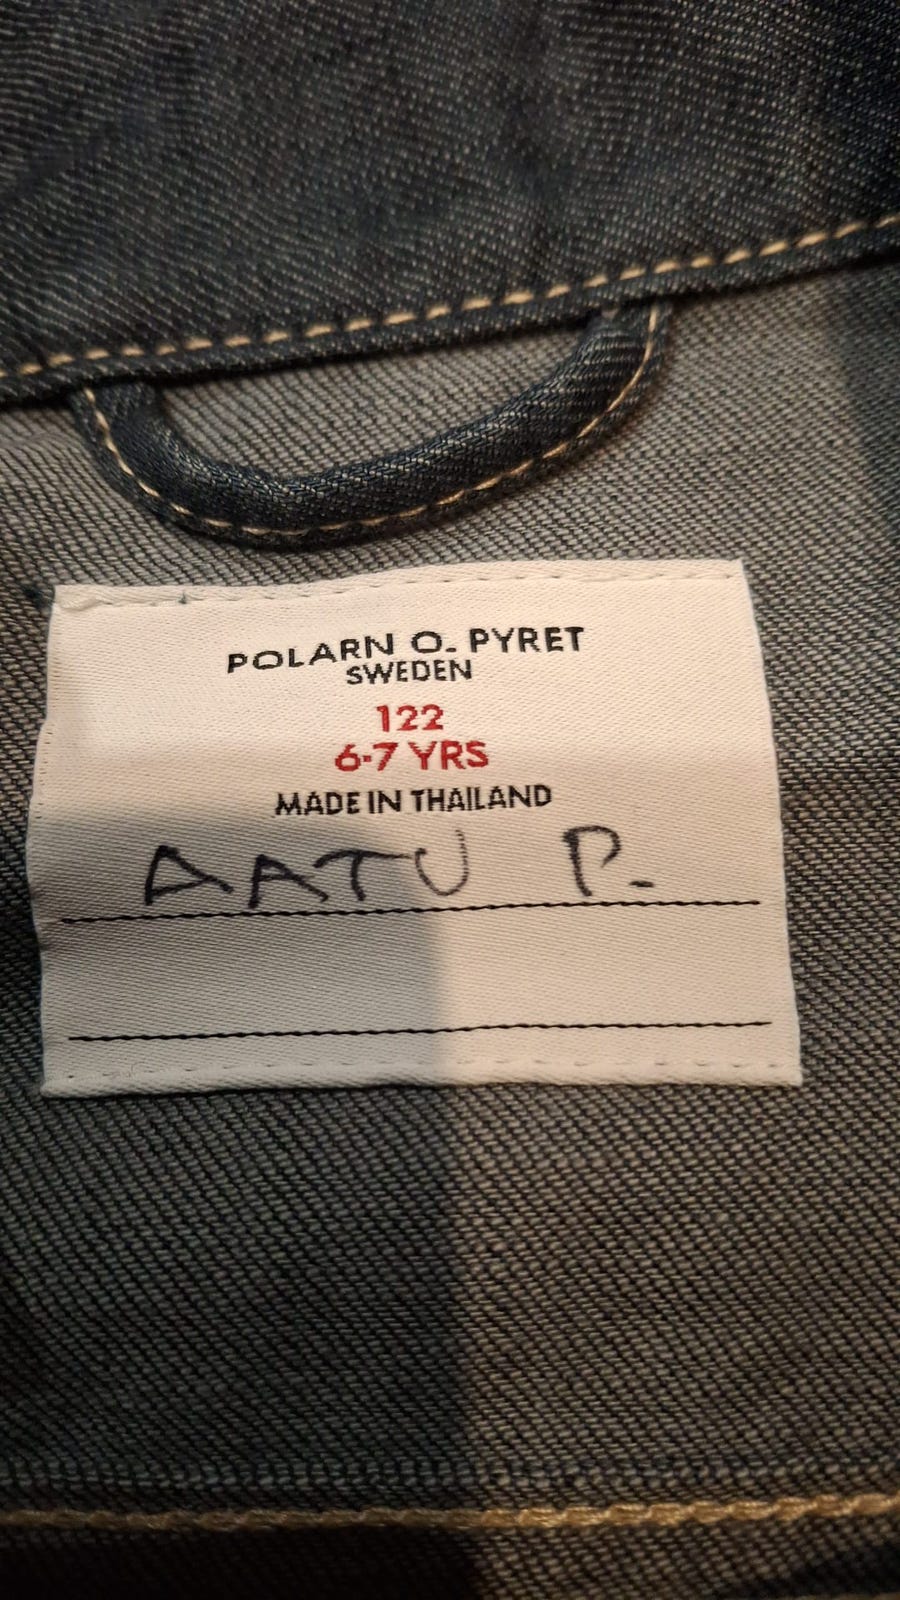 POLARN O. PYRET
SWEDEN
122
6-7 YRS
MADE IN THAILAND
AATU P.